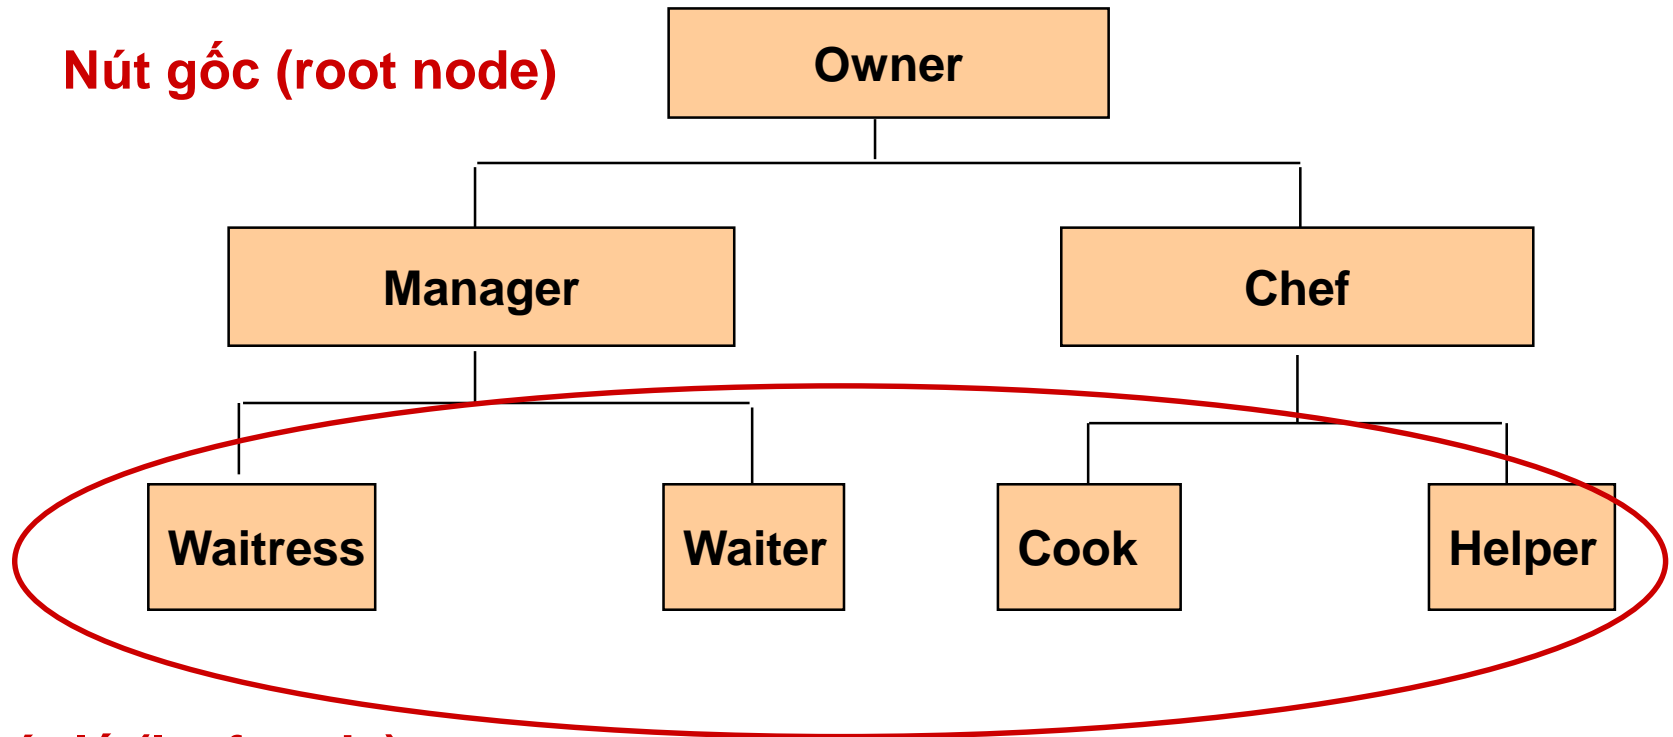 Nút gốc (root node)
Owner
Manager
Chef
Waitress
Waiter
Cook
Helper